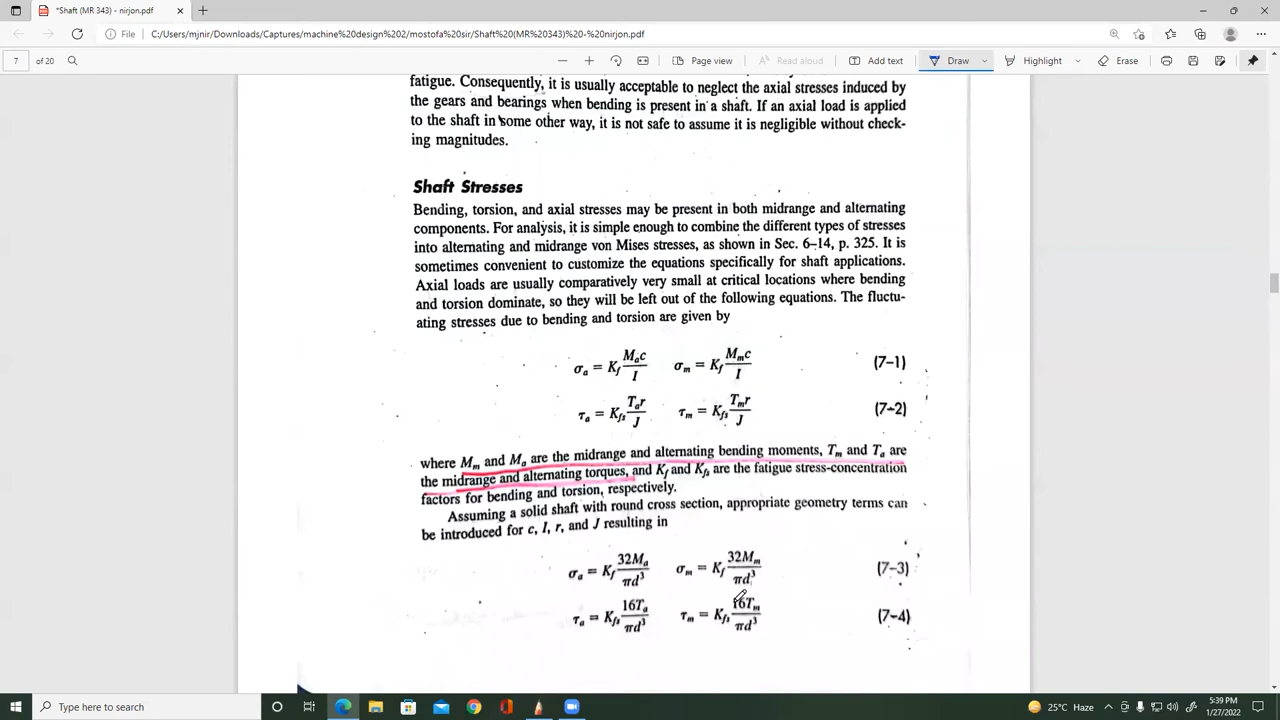 *Shaft (MR 343) - nirjon.pdf
File C:/Users/mjnir/Downloads/Captures/machine%20design%202/mostofa%20sir/Shaft%20(MR%20343)%20-%20nirjon.pdf
7 of 20 Page view Read aloud Add text Draw Highlight Erase
fatigue. Consequently, it is usually acceptable to neglect the axial stresses induced by
the gears and bearings when bending is present in a shaft. If an axial load is applied
to the shaft in some other way, it is not safe to assume it is negligible without check-
ing magnitudes.
Shaft Stresses
Bending, torsion, and axial stresses may be present in both midrange and alternating
components. For analysis, it is simple enough to combine the different types of stresses
into alternating and midrange von Mises stresses, as shown in Sec. 6–14, p. 325. It is
sometimes convenient to customize the equations specifically for shaft applications.
Axial loads are usually comparatively very small at critical locations where bending
and torsion dominate, so they will be left out of the following equations. The fluctu-
ating stresses due to bending and torsion are given by
σa = Kf Mac/I σm = Kf Mmc/I (7–1)
τa = Kfs Tar/J τm = Kfs Tmr/J (7–2)
where Mm and Ma are the midrange and alternating bending moments, Tm and Ta are
the midrange and alternating torques, and Kf and Kfs are the fatigue stress-concentration
factors for bending and torsion, respectively.
Assuming a solid shaft with round cross section, appropriate geometry terms can
be introduced for c, I, r, and J resulting in
σa = Kf 32Ma/πd³ σm = Kf 32Mm/πd³ (7–3)
τa = Kfs 16Ta/πd³ τm = Kfs 16Tm/πd³ (7–4)
Type here to search 25°C Haze 5:39 PM
1/27/2022